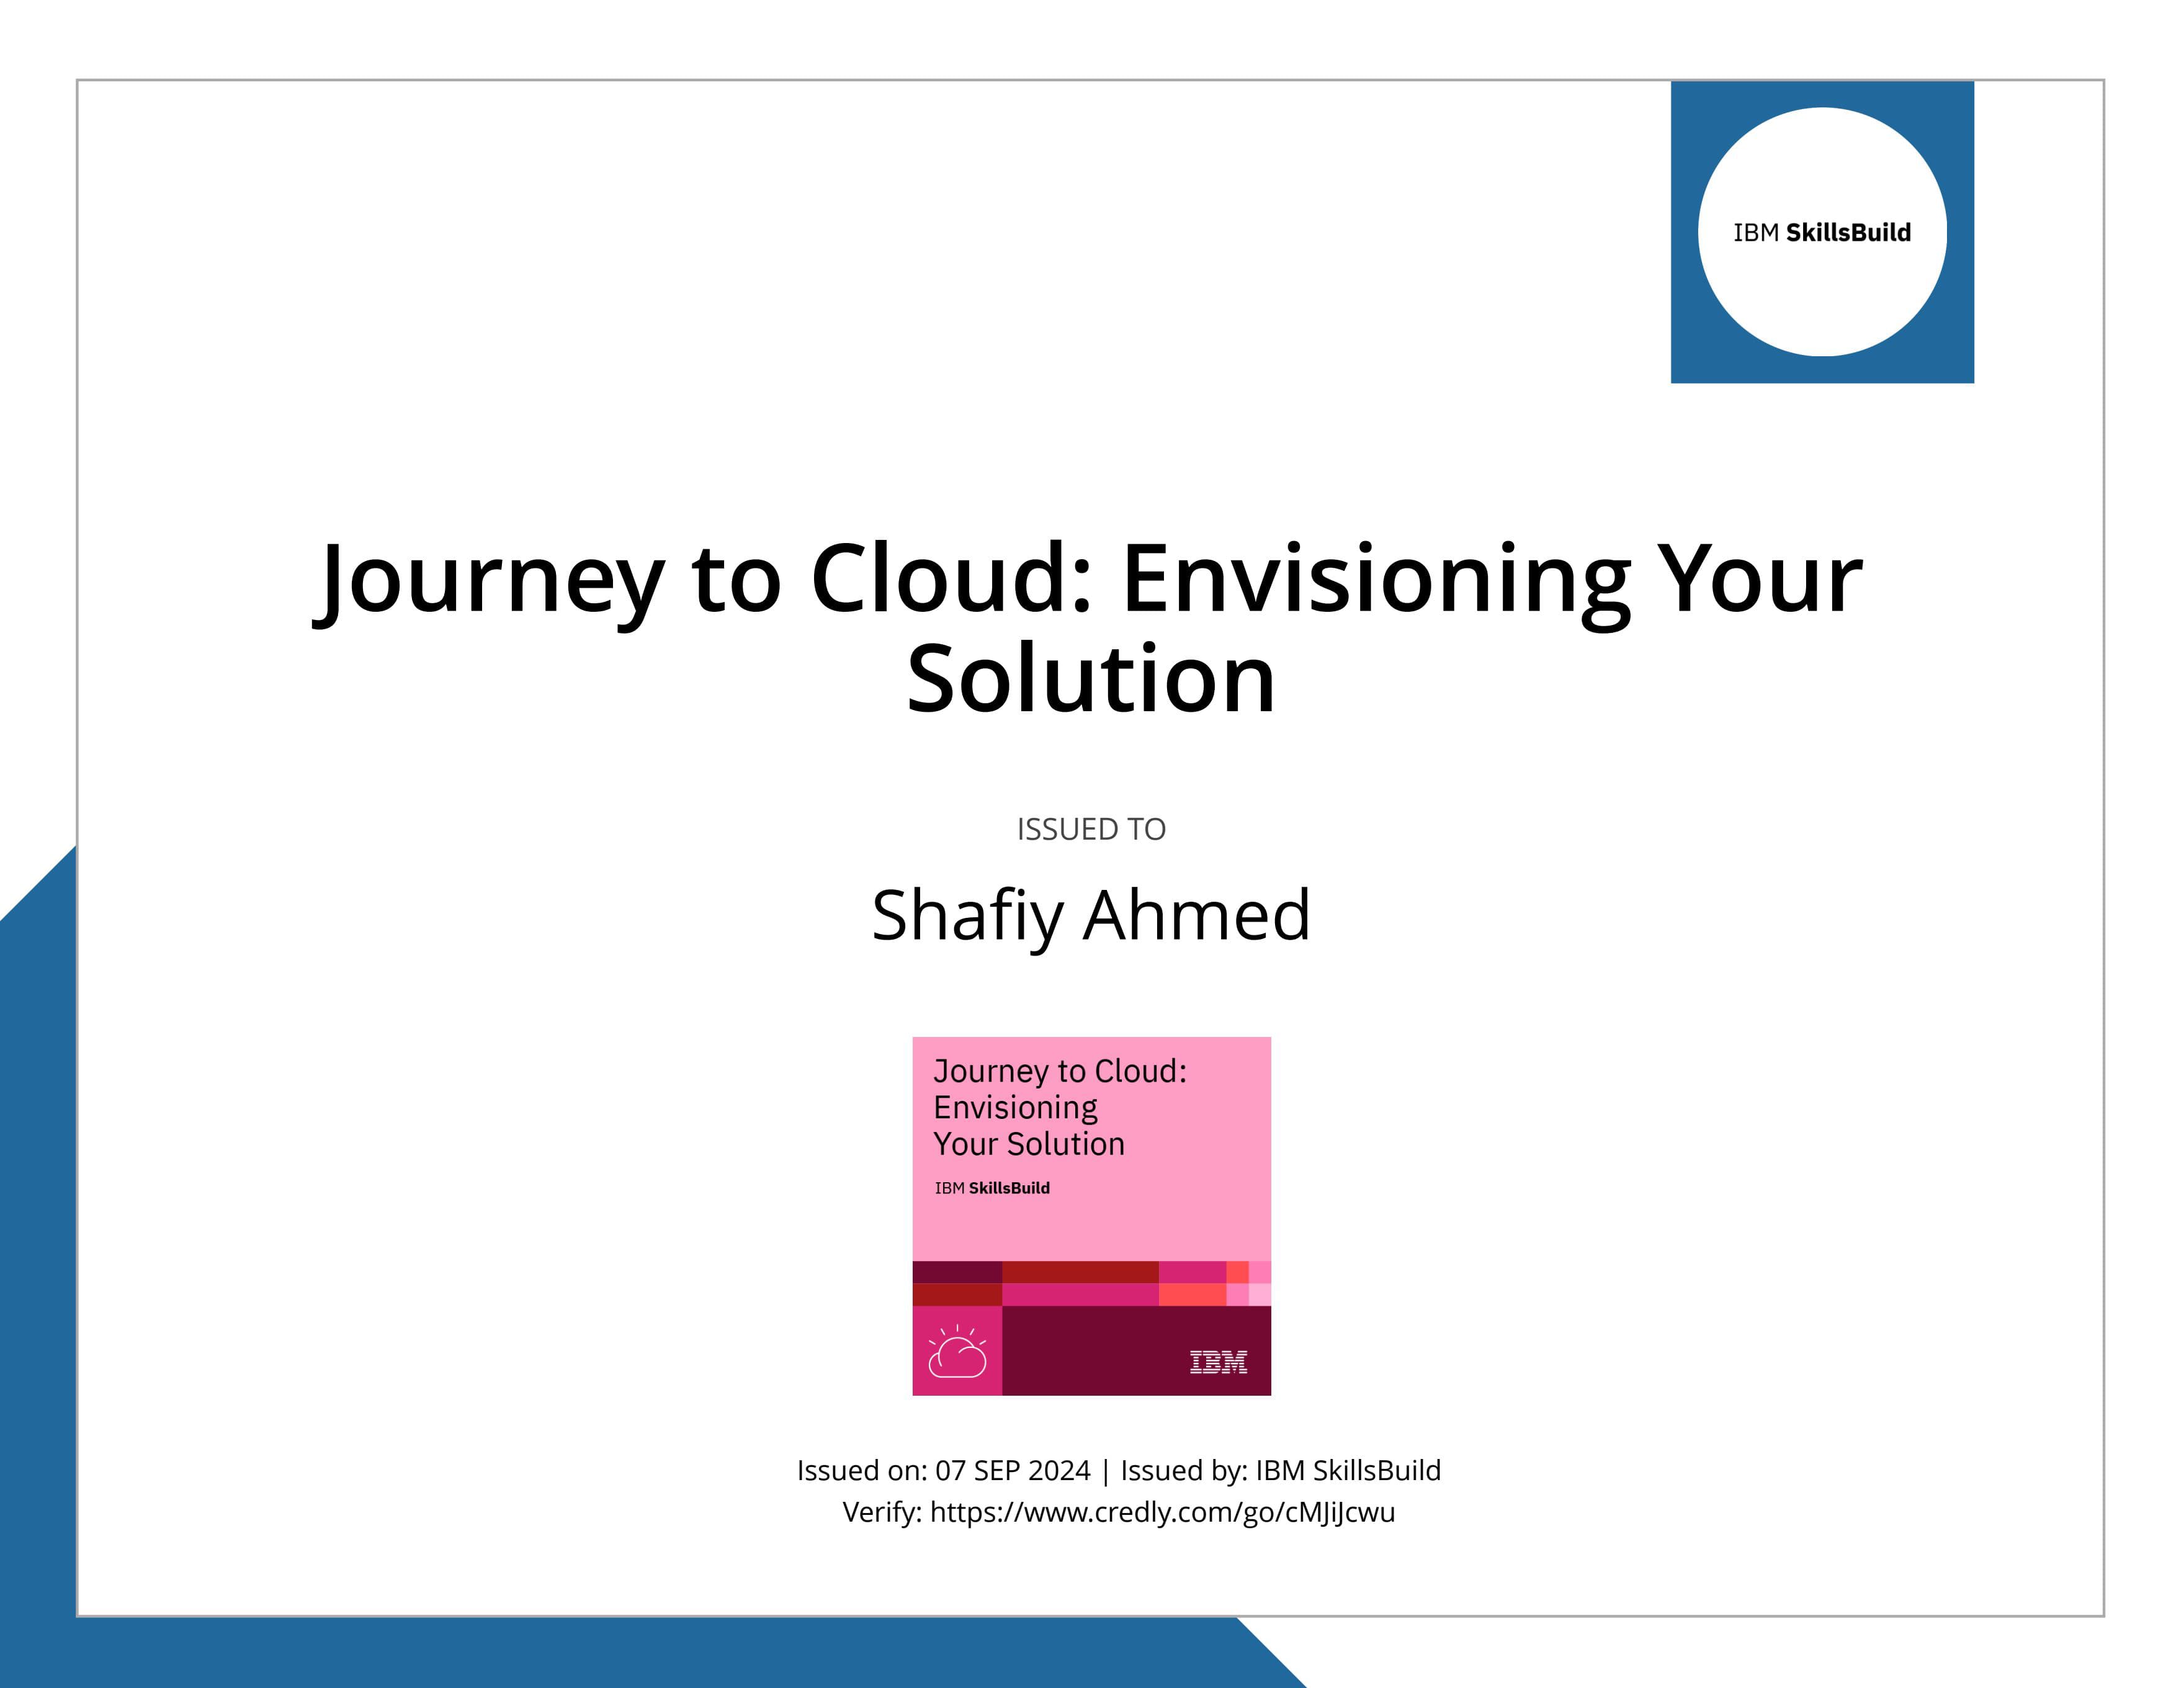 IBM SkillsBuild
Journey to Cloud: Envisioning Your
Solution
ISSUED TO
Shafiy Ahmed
Journey to Cloud:
Envisioning
Your Solution
IBM SkillsBuild
IBM
Issued on: 07 SEP 2024 | Issued by: IBM SkillsBuild
Verify: https://www.credly.com/go/cMJiJcwu